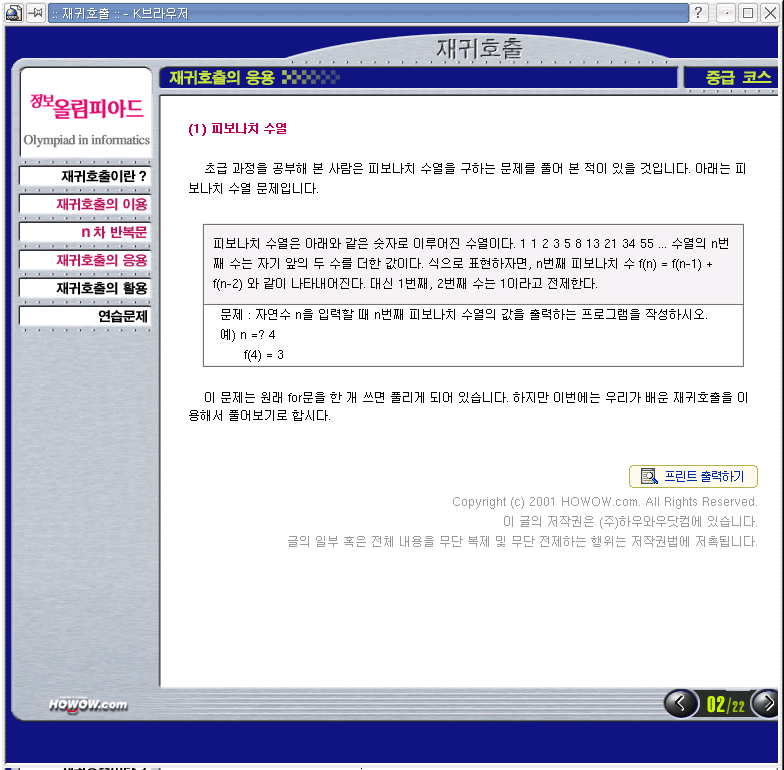 :: 재귀호출 :: - K브라우저
재귀호출
정보올림피아드
Olympiad in informatics
재귀호출이란 ?
재귀호출의 이용
n 차 반복문
재귀호출의 응용
재귀호출의 활용
연습문제
재귀호출의 응용
중급 코스
(1) 피보나치 수열
초급 과정을 공부해 본 사람은 피보나치 수열을 구하는 문제를 풀어 본 적이 있을 것입니다. 아래는 피
보나치 수열 문제입니다.
피보나치 수열은 아래와 같은 숫자로 이루어진 수열이다. 1 1 2 3 5 8 13 21 34 55 ... 수열의 n번
째 수는 자기 앞의 두 수를 더한 값이다. 식으로 표현하자면, n번째 피보나치 수 f(n) = f(n-1) +
f(n-2) 와 같이 나타내어진다. 대신 1번째, 2번째 수는 1이라고 전제한다.
문제 : 자연수 n을 입력할 때 n번째 피보나치 수열의 값을 출력하는 프로그램을 작성하시오.
예) n =? 4
f(4) = 3
이 문제는 원래 for문을 한 개 쓰면 풀리게 되어 있습니다. 하지만 이번에는 우리가 배운 재귀호출을 이
용해서 풀어보기로 합시다.
프린트 출력하기
Copyright (c) 2001 HOWOW.com. All Rights Reserved.
이 글의 저작권은 (주)하우와우닷컴에 있습니다.
글의 일부 혹은 전체 내용을 무단 복제 및 무단 전제하는 행위는 저작권법에 저촉됩니다.
HOWOW.com
02/22